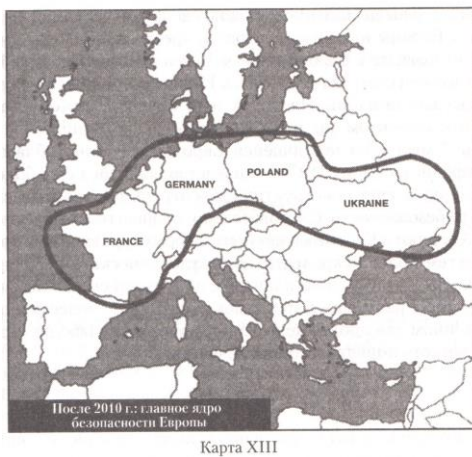 POLAND
GERMANY
UKRAINE
FRANCE
После 2010 г.: главное ядро
безопасности Европы
Карта XIII